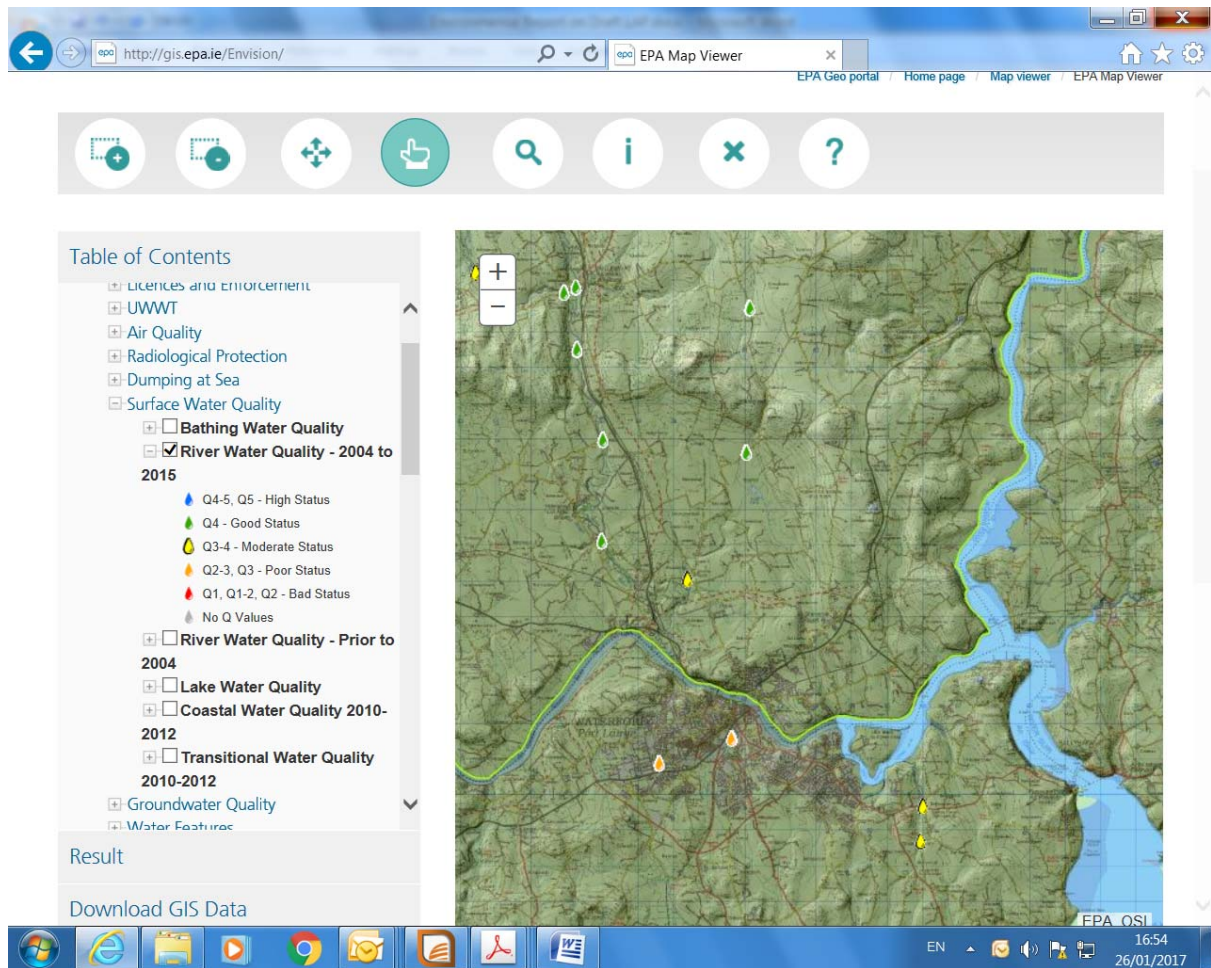 http://gis.epa.ie/Envision/
epa EPA Map Viewer
EPA Geo portal / Home page / Map viewer / EPA Map Viewer
Table of Contents
Licences and Enforcement
UWWT
Air Quality
Radiological Protection
Dumping at Sea
Surface Water Quality
Bathing Water Quality
River Water Quality - 2004 to
2015
Q4-5, Q5 - High Status
Q4 - Good Status
Q3-4 - Moderate Status
Q2-3, Q3 - Poor Status
Q1, Q1-2, Q2 - Bad Status
No Q Values
River Water Quality - Prior to
2004
Lake Water Quality
Coastal Water Quality 2010-
2012
Transitional Water Quality
2010-2012
Groundwater Quality
Water Features
Result
Download GIS Data
WATERFORD
Port Lairge
EPA OSI
EN
16:54
26/01/2017